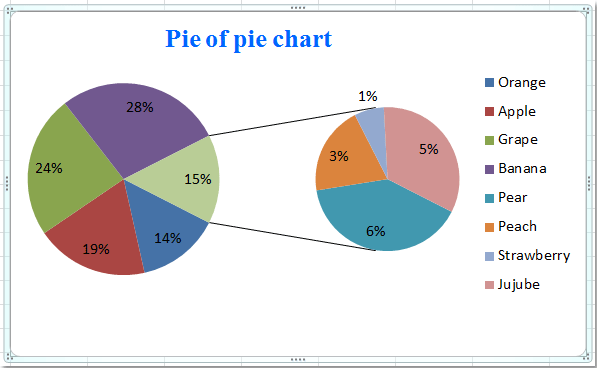 Pie of pie chart
28%
24%
15%
19%
14%
1%
3%
5%
6%
Orange
Apple
Grape
Banana
Pear
Peach
Strawberry
Jujube